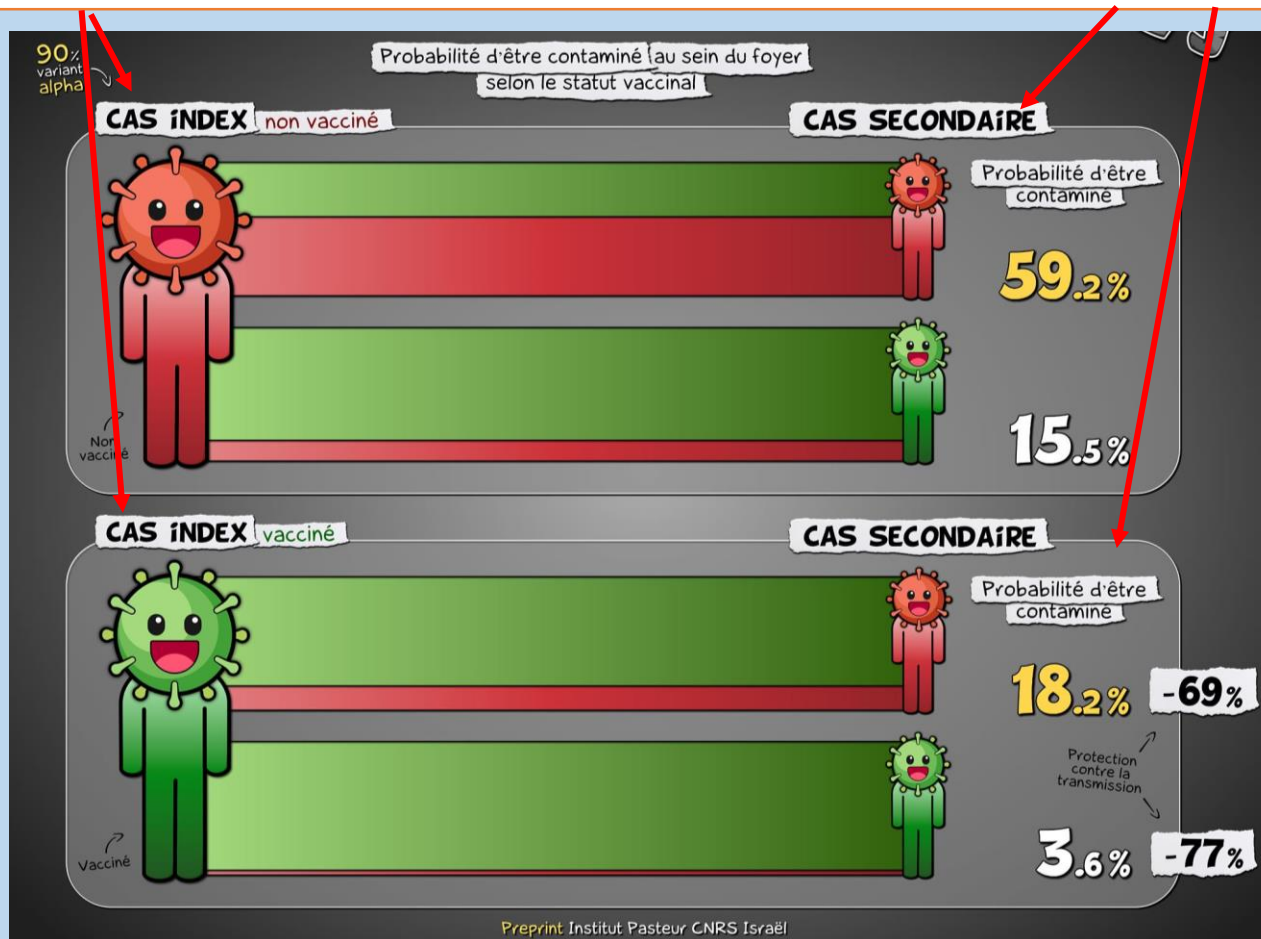 90%
variant
alpha
Probabilité d'être contaminé au sein du foyer
selon le statut vaccinal
CAS iNDEX non vacciné
CAS SECONDAiRE
Probabilité d'être
contaminé
59.2%
15.5%
Non
vacciné
CAS iNDEX vacciné
CAS SECONDAiRE
Probabilité d'être
contaminé
18.2% -69%
Protection
contre la
transmission
Vacciné
3.6% -77%
Preprint Institut Pasteur CNRS Israël